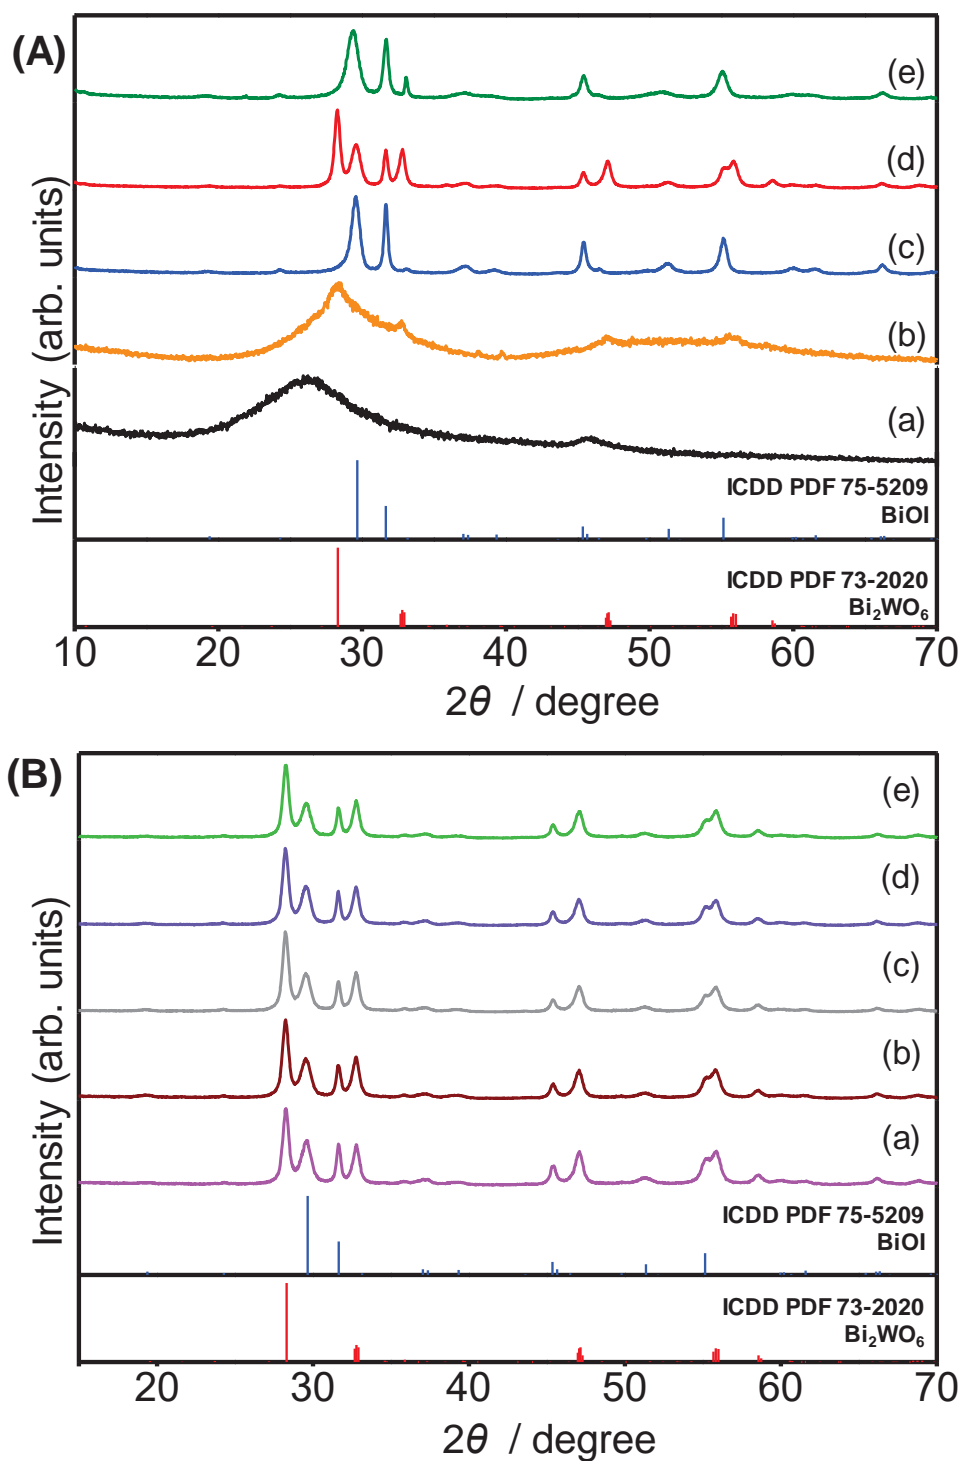 (A)
(e)
(d)
(c)
(b)
(a)
Intensity (arb. units)
ICDD PDF 75-5209
BiOI
ICDD PDF 73-2020
Bi₂WO₆
10 20 30 40 50 60 70
2θ / degree
(B)
(e)
(d)
(c)
(b)
(a)
Intensity (arb. units)
ICDD PDF 75-5209
BiOI
ICDD PDF 73-2020
Bi₂WO₆
20 30 40 50 60 70
2θ / degree